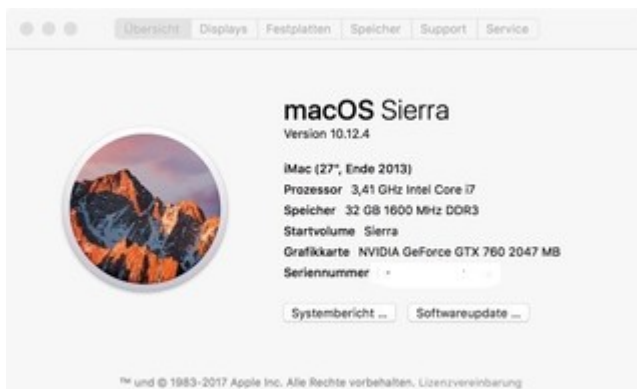 Übersicht Displays Festplatten Speicher Support Service
macOS Sierra
Version 10.12.4
iMac (27", Ende 2013)
Prozessor 3,41 GHz Intel Core i7
Speicher 32 GB 1600 MHz DDR3
Startvolume Sierra
Grafikkarte NVIDIA GeForce GTX 760 2047 MB
Seriennummer
Systembericht ... Softwareupdate ...
™ und © 1983-2017 Apple Inc. Alle Rechte vorbehalten. Lizenzvereinbarung